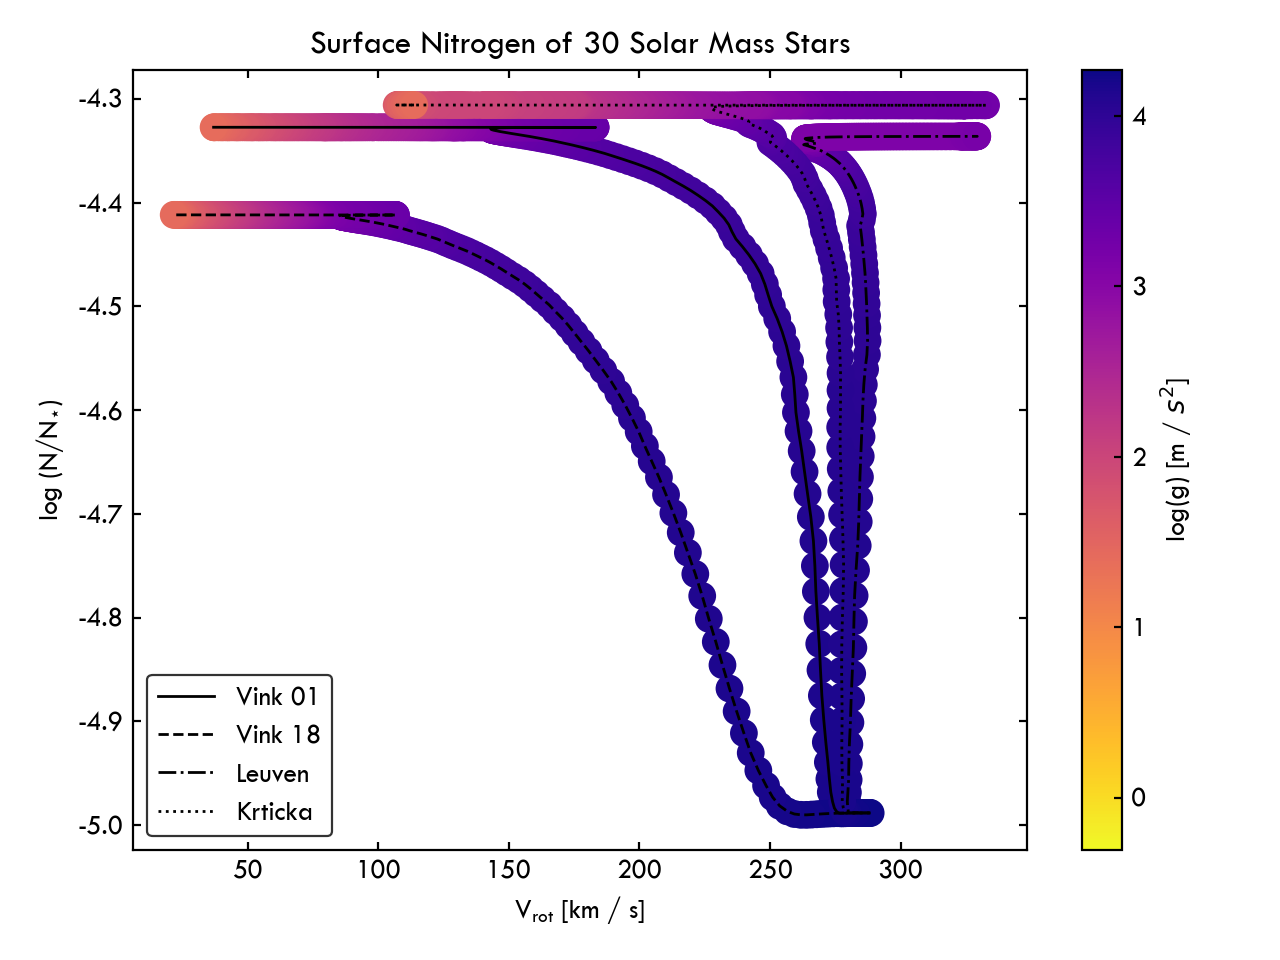 Surface Nitrogen of 30 Solar Mass Stars
-4.3
-4.4
-4.5
-4.6
-4.7
-4.8
-4.9
-5.0
log (N/N⋆)
50 100 150 200 250 300
V_rot [km / s]
Vink 01
Vink 18
Leuven
Krticka
4
3
2
1
0
log(g) [m / s²]